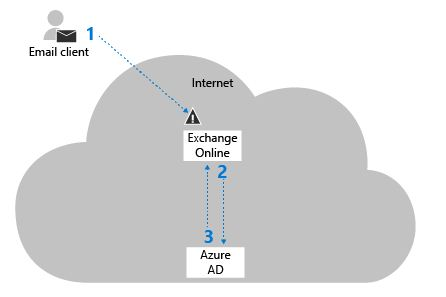 1
Email client
Internet
Exchange
Online
2
3
Azure
AD